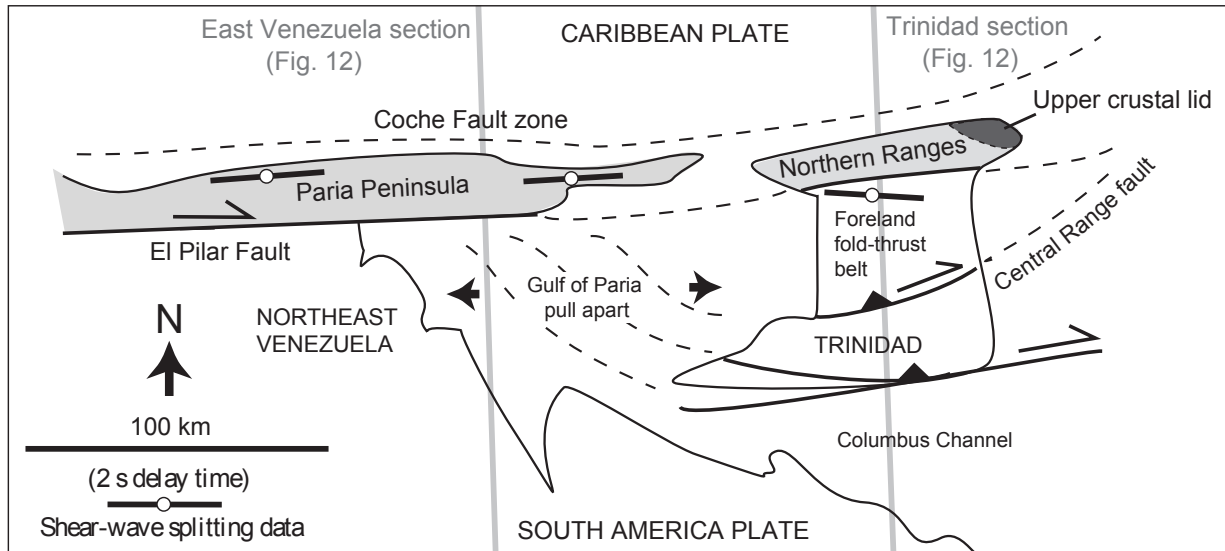 East Venezuela section
(Fig. 12)
CARIBBEAN PLATE
Trinidad section
(Fig. 12)
Upper crustal lid
Coche Fault zone
Northern Ranges
Paria Peninsula
El Pilar Fault
Foreland
fold-thrust
belt
Central Range fault
Gulf of Paria
pull apart
N
NORTHEAST
VENEZUELA
TRINIDAD
100 km
(2 s delay time)
Shear-wave splitting data
Columbus Channel
SOUTH AMERICA PLATE